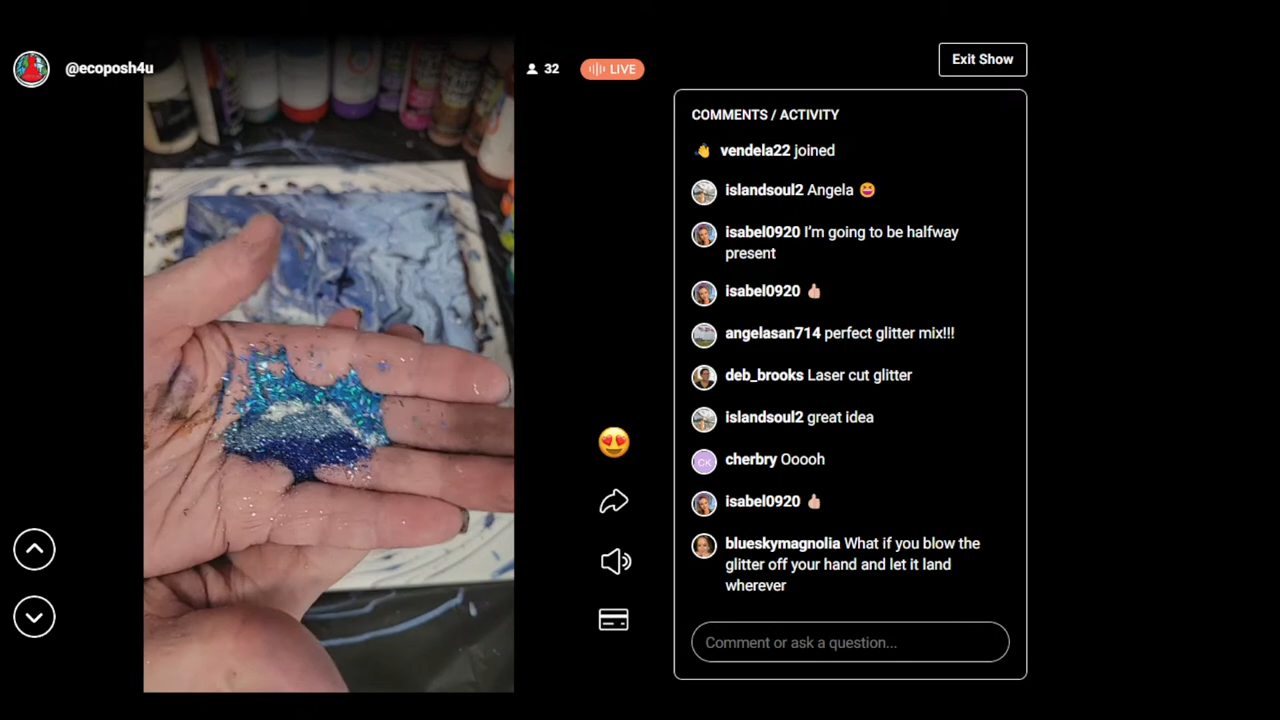 @ecoposh4u
32
LIVE
Exit Show
COMMENTS / ACTIVITY
vendela22 joined
islandsoul2 Angela 😆
isabel0920 I'm going to be halfway
present
isabel0920 👍🏼
angelasan714 perfect glitter mix!!!
deb_brooks Laser cut glitter
islandsoul2 great idea
CK
cherbry Ooooh
isabel0920 👍🏼
blueskymagnolia What if you blow the
glitter off your hand and let it land
wherever
Comment or ask a question...